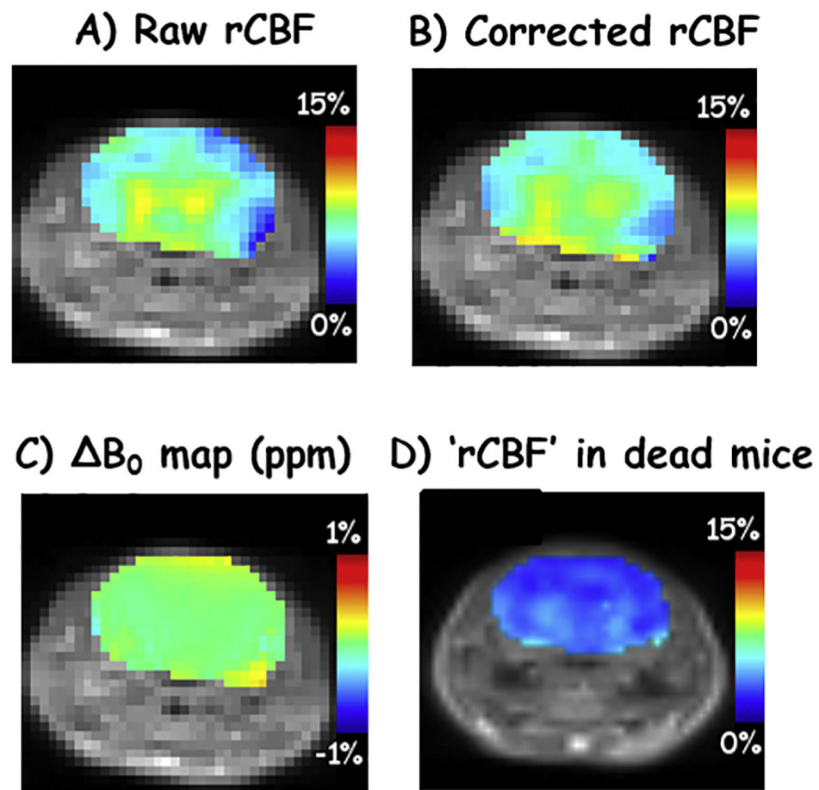 A) Raw rCBF
B) Corrected rCBF
15%
0%
15%
0%
C) ΔB₀ map (ppm)
D) ‘rCBF’ in dead mice
1%
-1%
15%
0%